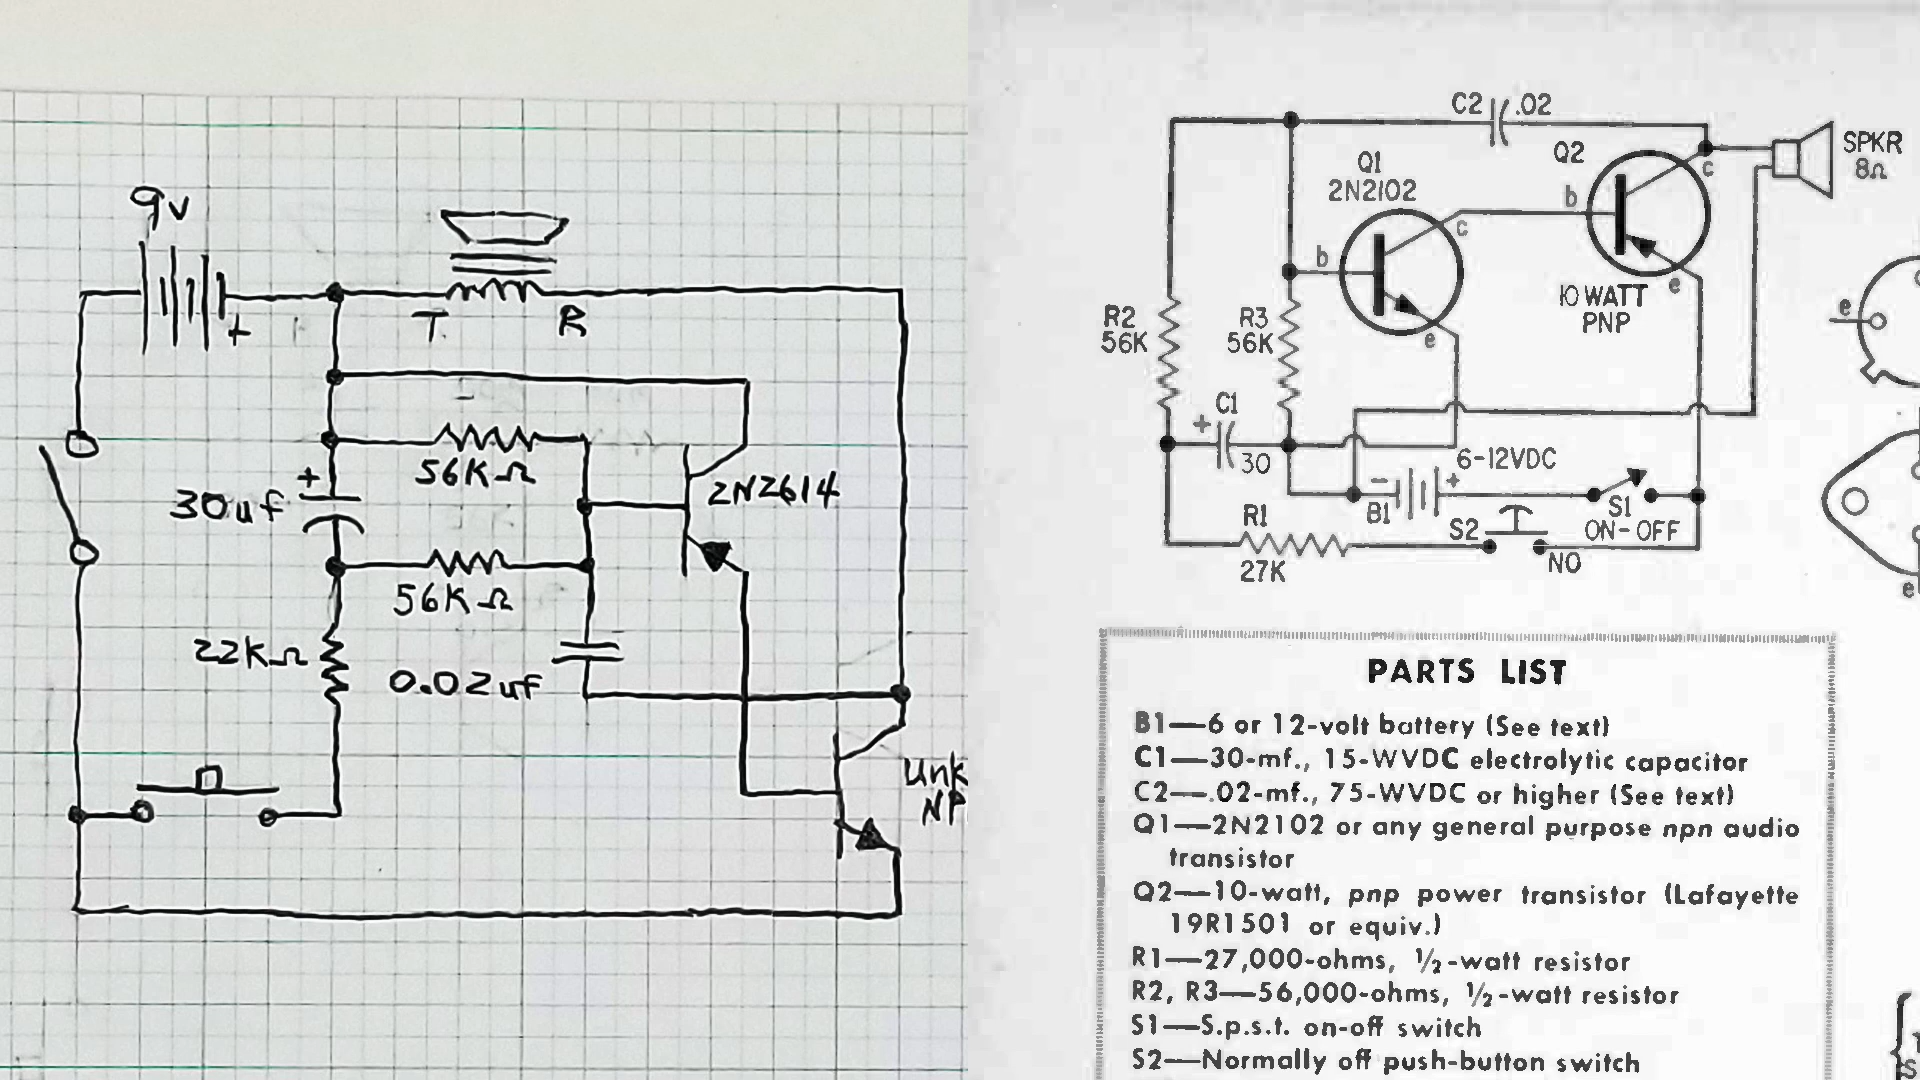 9v
+
T
R
+
30uf
56KΩ
2N2614
56KΩ
22KΩ
0.02uf
Unk
NP
C2 .02
SPKR
8Ω
Q1
2N2102
Q2
c
b
c
b
e
e
10 WATT
PNP
R2
56K
R3
56K
e
+
C1
30
6-12VDC
- +
B1
S1
ON-OFF
R1
27K
S2
NO
e
PARTS LIST
B1—6 or 12-volt battery (See text)
C1—30-mf., 15-WVDC electrolytic capacitor
C2—.02-mf., 75-WVDC or higher (See text)
Q1—2N2102 or any general purpose npn audio
transistor
Q2—10-watt, pnp power transistor (Lafayette
19R1501 or equiv.)
R1—27,000-ohms, 1/2-watt resistor
R2, R3—56,000-ohms, 1/2-watt resistor
S1—S.p.s.t. on-off switch
S2—Normally off push-button switch